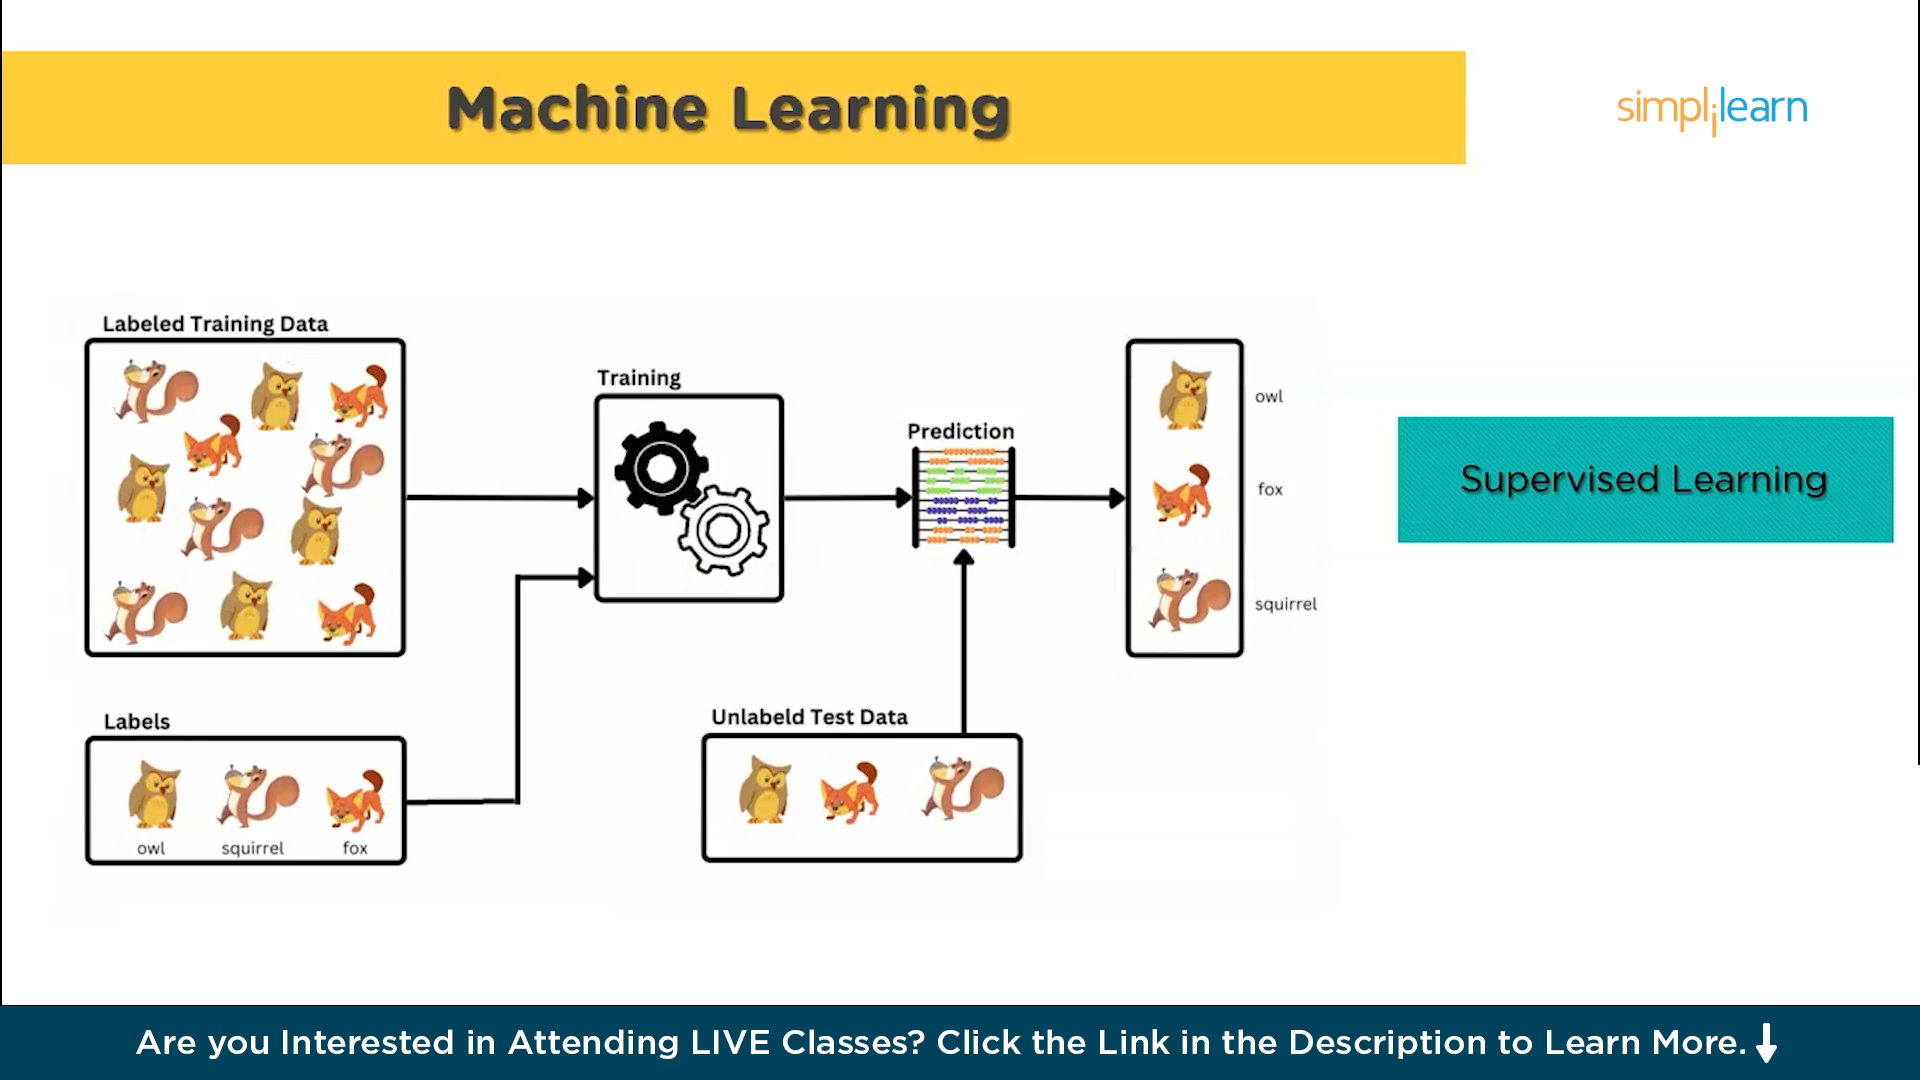 Machine Learning
simplilearn
Labeled Training Data
Training
Prediction
owl
fox
squirrel
Supervised Learning
Labels
owl squirrel fox
Unlabeld Test Data
Are you Interested in Attending LIVE Classes? Click the Link in the Description to Learn More.